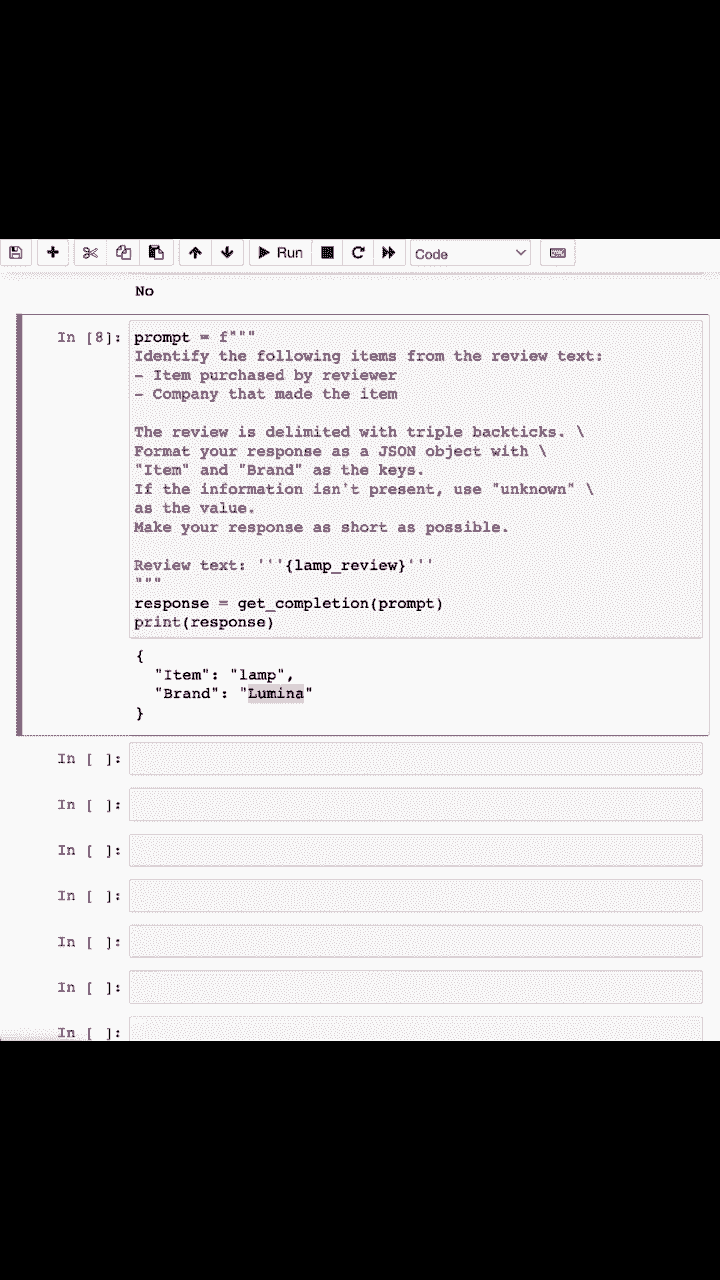 Run
Code
No
In [8]: prompt = f"""
Identify the following items from the review text:
- Item purchased by reviewer
- Company that made the item
The review is delimited with triple backticks. \
Format your response as a JSON object with \
"Item" and "Brand" as the keys.
If the information isn't present, use "unknown" \
as the value.
Make your response as short as possible.
Review text: '''{lamp_review}'''
"""
response = get_completion(prompt)
print(response)
{
"Item": "lamp",
"Brand": "Lumina"
}
In [ ]:
In [ ]:
In [ ]:
In [ ]:
In [ ]:
In [ ]:
In [ ]: